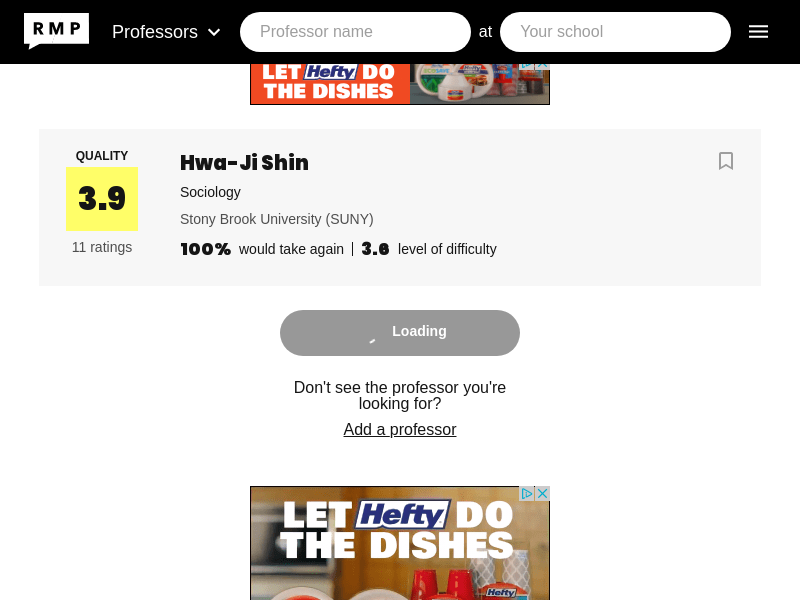 RMP
Professors
Professor name
at
Your school
LET Hefty DO
THE DISHES
QUALITY
3.9
11 ratings
Hwa-Ji Shin
Sociology
Stony Brook University (SUNY)
100% would take again | 3.6 level of difficulty
Loading
Don't see the professor you're
looking for?
Add a professor
LET Hefty! DO
THE DISHES
Hefty